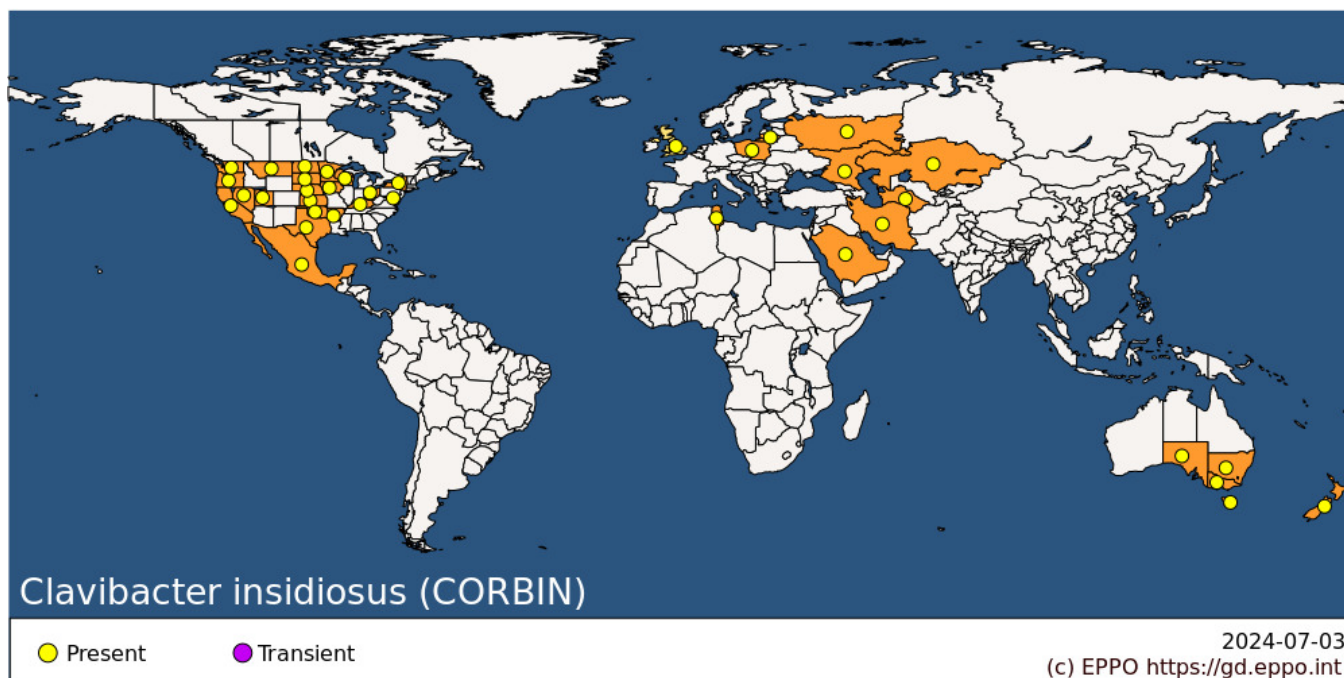 Clavibacter insidiosus (CORBIN)
Present
Transient
2024-07-03
(c) EPPO https://gd.eppo.int